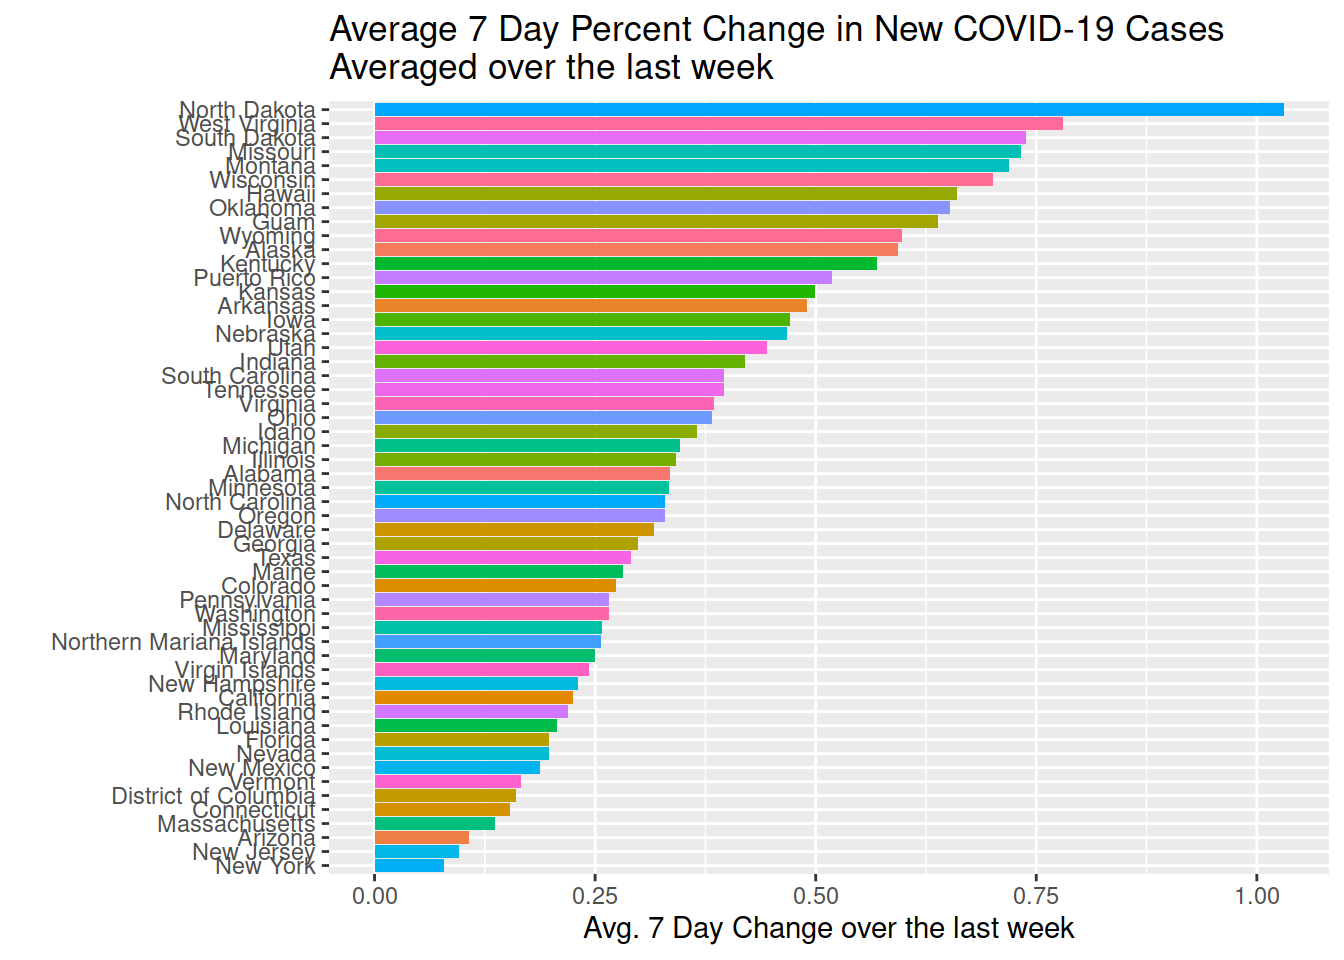 Average 7 Day Percent Change in New COVID-19 Cases
Averaged over the last week
North Dakota
West Virginia
South Dakota
Missouri
Montana
Wisconsin
Hawaii
Oklahoma
Guam
Wyoming
Alaska
Kentucky
Puerto Rico
Kansas
Arkansas
Iowa
Nebraska
Utah
Indiana
South Carolina
Tennessee
Virginia
Ohio
Idaho
Michigan
Illinois
Alabama
Minnesota
North Carolina
Oregon
Delaware
Georgia
Texas
Maine
Colorado
Pennsylvania
Washington
Mississippi
Northern Mariana Islands
Maryland
Virgin Islands
New Hampshire
California
Rhode Island
Louisiana
Florida
Nevada
New Mexico
Vermont
District of Columbia
Connecticut
Massachusetts
Arizona
New Jersey
New York
0.00 0.25 0.50 0.75 1.00
Avg. 7 Day Change over the last week